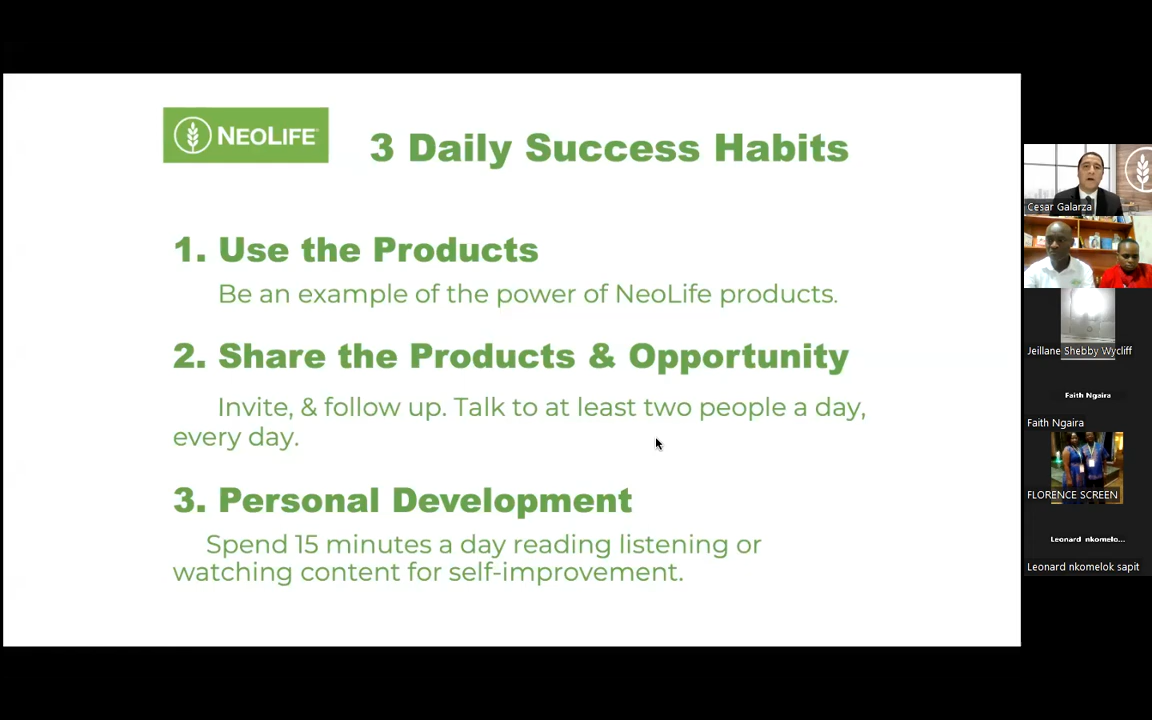 NEOLIFE
3 Daily Success Habits
1. Use the Products
Be an example of the power of NeoLife products.
2. Share the Products & Opportunity
Invite, & follow up. Talk to at least two people a day,
every day.
3. Personal Development
Spend 15 minutes a day reading listening or
watching content for self-improvement.
Cesar Galarza
Jeillane Shebby Wycliff
Faith Ngaira
Faith Ngaira
FLORENCE SCREEN
Leonard nkomelo...
Leonard nkomelok sapit